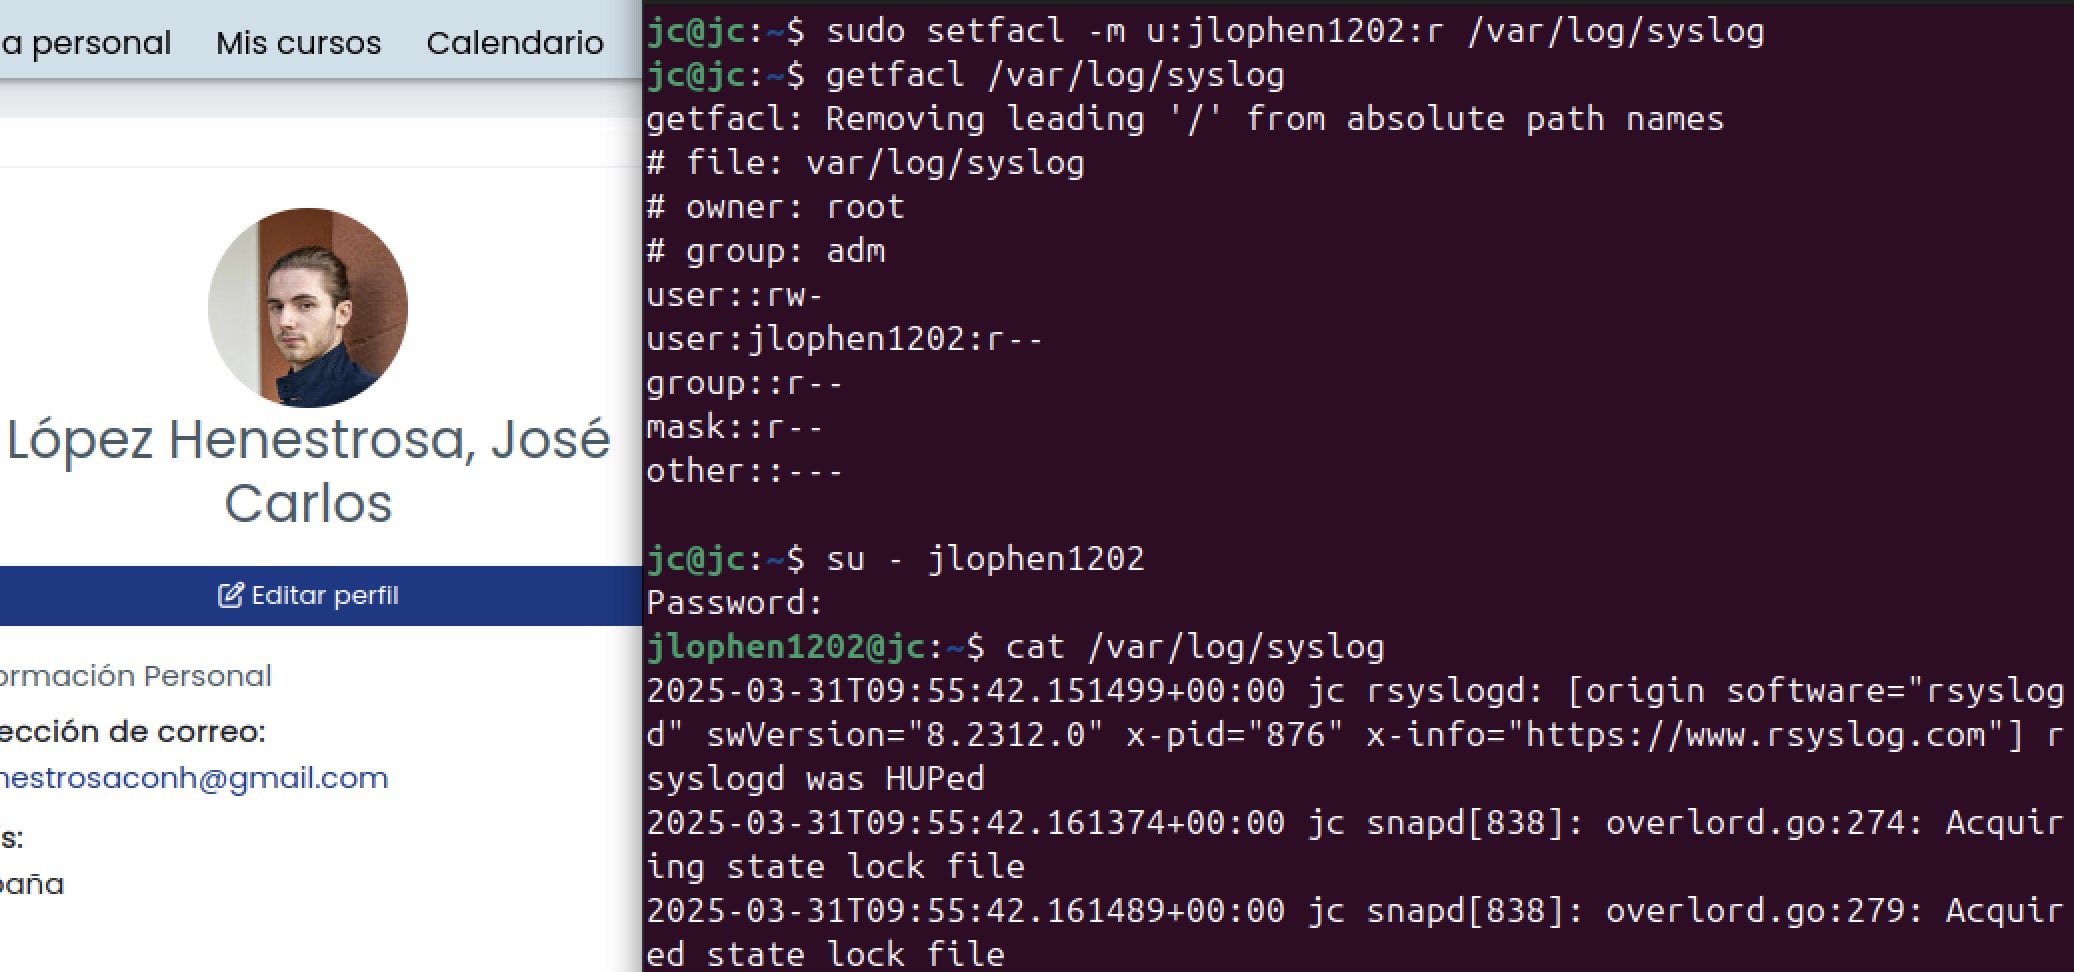 a personal Mis cursos Calendario
López Henestrosa, José
Carlos
Editar perfil
ormación Personal
ección de correo:
nestrosaconh@gmail.com
s:
paña
jc@jc:~$ sudo setfacl -m u:jlophen1202:r /var/log/syslog
jc@jc:~$ getfacl /var/log/syslog
getfacl: Removing leading '/' from absolute path names
# file: var/log/syslog
# owner: root
# group: adm
user::rw-
user:jlophen1202:r--
group::r--
mask::r--
other::---
jc@jc:~$ su - jlophen1202
Password:
jlophen1202@jc:~$ cat /var/log/syslog
2025-03-31T09:55:42.151499+00:00 jc rsyslogd: [origin software="rsyslog
d" swVersion="8.2312.0" x-pid="876" x-info="https://www.rsyslog.com"] r
syslogd was HUPed
2025-03-31T09:55:42.161374+00:00 jc snapd[838]: overlord.go:274: Acquir
ing state lock file
2025-03-31T09:55:42.161489+00:00 jc snapd[838]: overlord.go:279: Acquir
ed state lock file